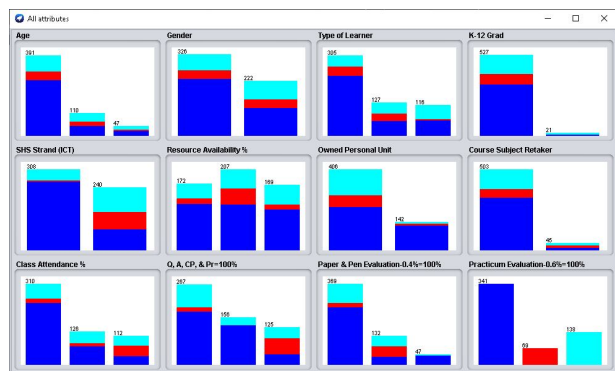 All attributes
Age
Gender
Type of Learner
K-12 Grad
391
110
47
326
222
305
127
116
527
21
SHS Strand (ICT)
Resource Availability %
Owned Personal Unit
Course Subject Retaker
308
240
172
207
169
406
142
503
45
Class Attendance %
Q, A, CP, & Pr=100%
Paper & Pen Evaluation-0.4%=100%
Practicum Evaluation-0.6%=100%
310
126
112
267
156
125
369
132
47
341
69
138